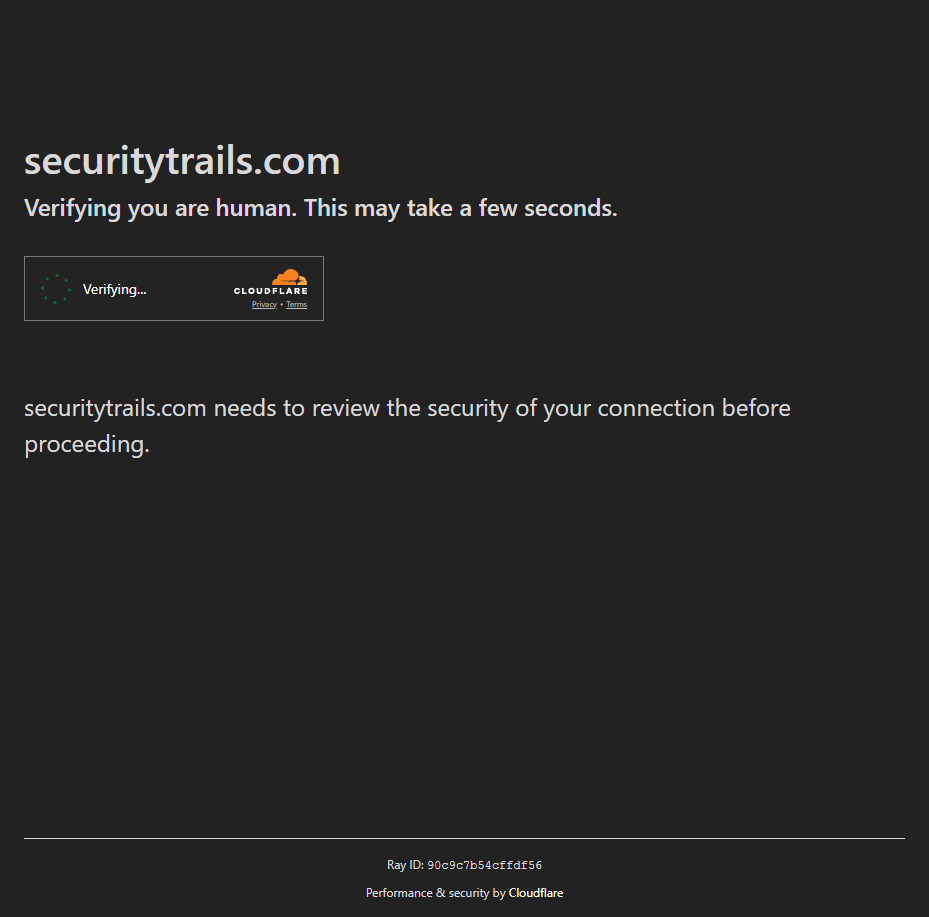 securitytrails.com
Verifying you are human. This may take a few seconds.
Verifying...
CLOUDFLARE
Privacy • Terms
securitytrails.com needs to review the security of your connection before
proceeding.
Ray ID: 90c9c7b54cffdf56
Performance & security by Cloudflare